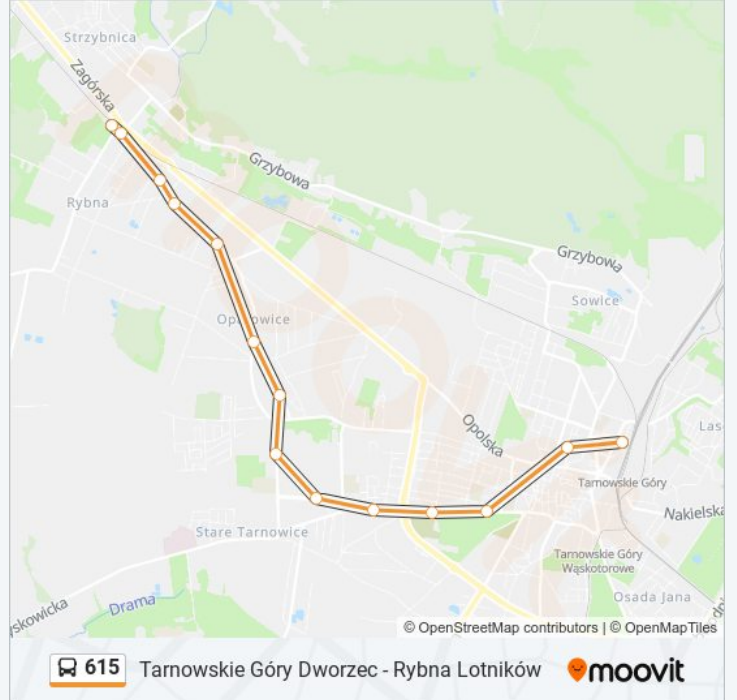 Strzybnica
Zagórska
Grzybowa
Rybna
Grzybowa
Sowice
Opatowice
Opolska
Las
Tarnowskie Góry
Nakielska
Stare Tarnowice
Tarnowskie Góry
Wąskotorowe
Drama
Osada Jana
yskowicka
© OpenStreetMap contributors | © OpenMapTiles
615 Tarnowskie Góry Dworzec - Rybna Lotników moovit